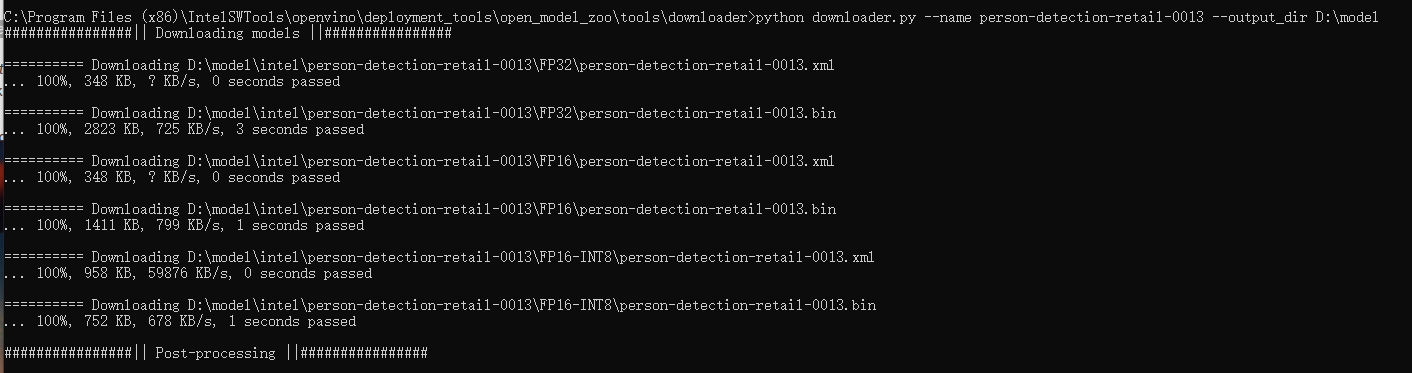 C:\Program Files (x86)\IntelSWTools\openvino\deployment_tools\open_model_zoo\tools\downloader>python downloader.py --name person-detection-retail-0013 --output_dir D:\model
################|| Downloading models ||################
========== Downloading D:\model\intel\person-detection-retail-0013\FP32\person-detection-retail-0013.xml
... 100%, 348 KB, ? KB/s, 0 seconds passed
========== Downloading D:\model\intel\person-detection-retail-0013\FP32\person-detection-retail-0013.bin
... 100%, 2823 KB, 725 KB/s, 3 seconds passed
========== Downloading D:\model\intel\person-detection-retail-0013\FP16\person-detection-retail-0013.xml
... 100%, 348 KB, ? KB/s, 0 seconds passed
========== Downloading D:\model\intel\person-detection-retail-0013\FP16\person-detection-retail-0013.bin
... 100%, 1411 KB, 799 KB/s, 1 seconds passed
========== Downloading D:\model\intel\person-detection-retail-0013\FP16-INT8\person-detection-retail-0013.xml
... 100%, 958 KB, 59876 KB/s, 0 seconds passed
========== Downloading D:\model\intel\person-detection-retail-0013\FP16-INT8\person-detection-retail-0013.bin
... 100%, 752 KB, 678 KB/s, 1 seconds passed
################|| Post-processing ||################